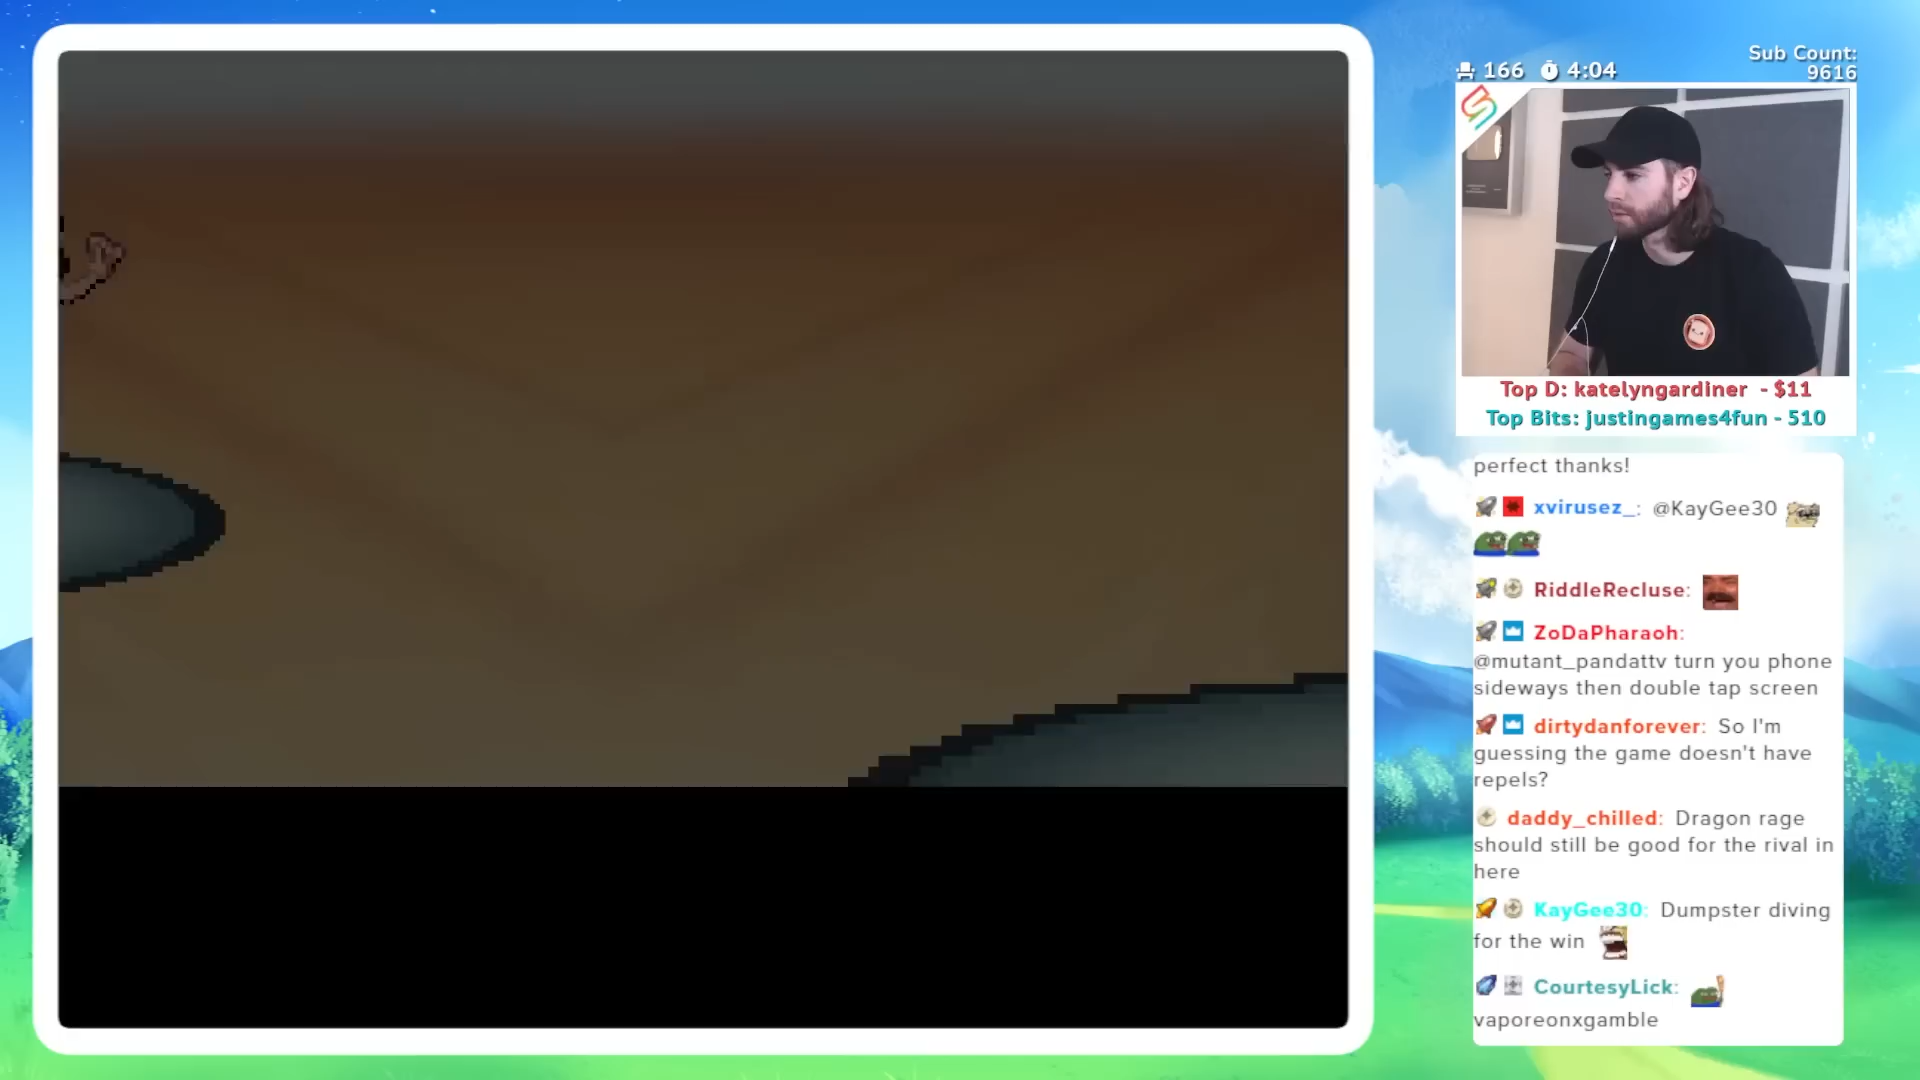 Sub Count:
166 4:04 9616
Top D: katelyngardiner - $11
Top Bits: justingames4fun - 510
perfect thanks!
xvirusez_: @KayGee30
RiddleRecluse:
ZoDaPharaoh:
@mutant_pandattv turn you phone
sideways then double tap screen
dirtydanforever: So I'm
guessing the game doesn't have
repels?
daddy_chilled: Dragon rage
should still be good for the rival in
here
KayGee30: Dumpster diving
for the win
CourtesyLick:
vaporeonxgamble